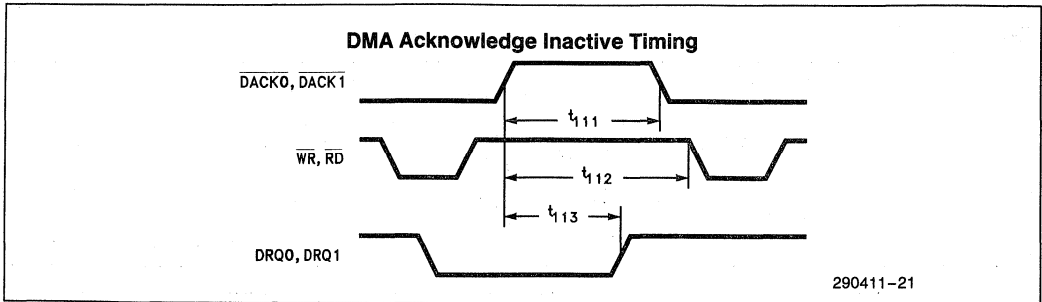 DMA Acknowledge Inactive Timing
DACK0, DACK1
t111
WR, RD
t112
t113
DRQ0, DRQ1
290411-21